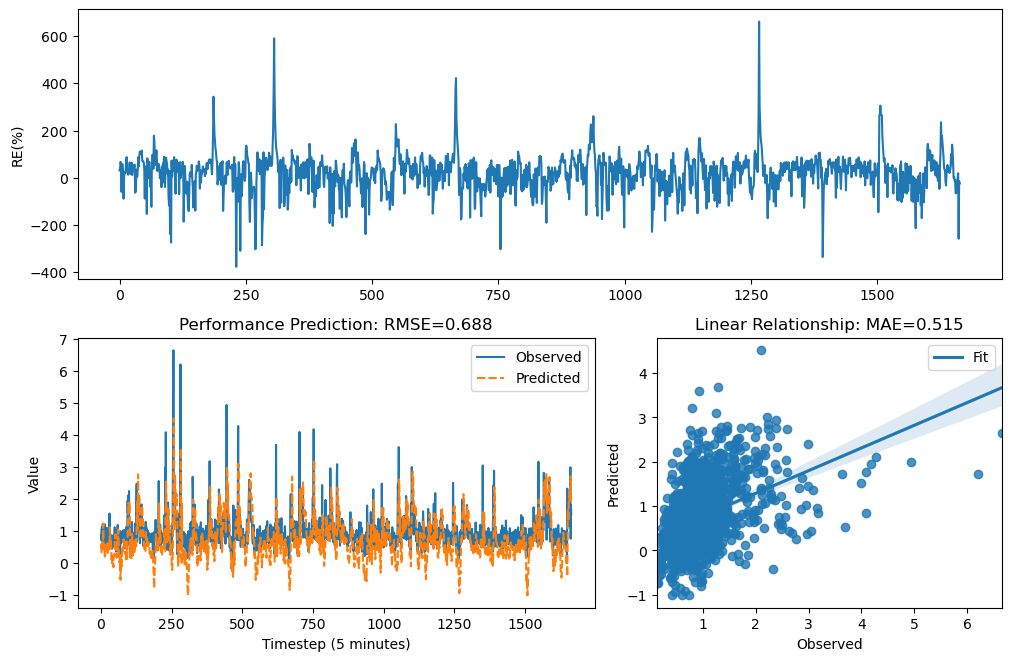 600
400
200
0
−200
−400
RE(%)
0 250 500 750 1000 1250 1500
Performance Prediction: RMSE=0.688
Observed
Predicted
7
6
5
4
3
2
1
0
−1
Value
0 250 500 750 1000 1250 1500
Timestep (5 minutes)
Linear Relationship: MAE=0.515
Fit
4
3
2
1
0
−1
Predicted
1 2 3 4 5 6
Observed